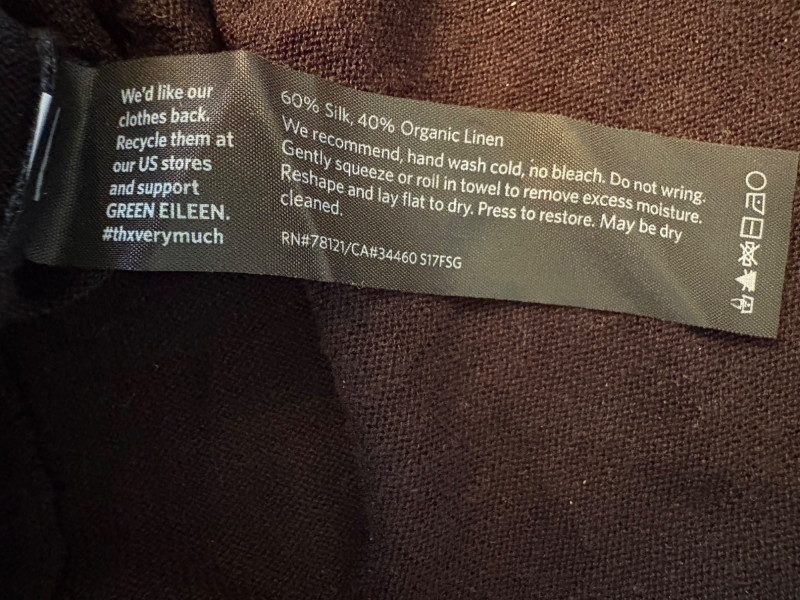 We'd like our
clothes back.
Recycle them at
our US stores
and support
GREEN EILEEN.
#thxverymuch
60% Silk, 40% Organic Linen
We recommend, hand wash cold, no bleach. Do not wring.
Gently squeeze or roll in towel to remove excess moisture.
Reshape and lay flat to dry. Press to restore. May be dry
cleaned.
RN#78121/CA#34460 S17FSG